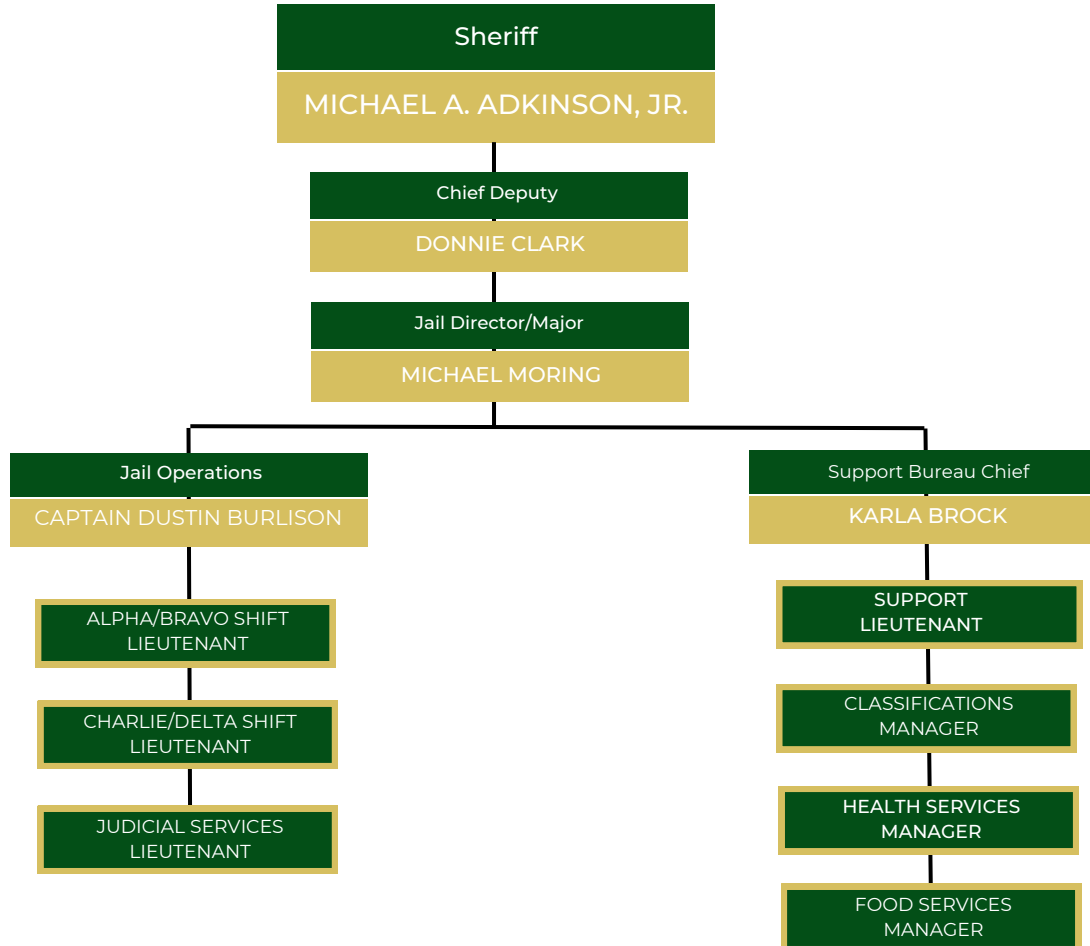 Sheriff
MICHAEL A. ADKINSON, JR.
Chief Deputy
DONNIE CLARK
Jail Director/Major
MICHAEL MORING
Jail Operations
CAPTAIN DUSTIN BURLISON
ALPHA/BRAVO SHIFT
LIEUTENANT
CHARLIE/DELTA SHIFT
LIEUTENANT
JUDICIAL SERVICES
LIEUTENANT
Support Bureau Chief
KARLA BROCK
SUPPORT
LIEUTENANT
CLASSIFICATIONS
MANAGER
HEALTH SERVICES
MANAGER
FOOD SERVICES
MANAGER